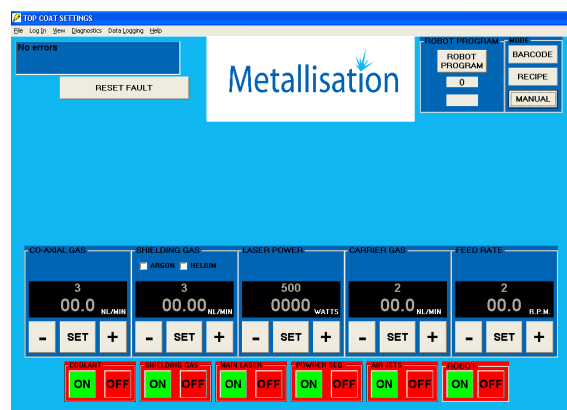 TOP COAT SETTINGS
File Log In View Diagnostics Data Logging Help
No errors
RESET FAULT
Metallisation
ROBOT PROGRAM
ROBOT
PROGRAM
0
MODE
BARCODE
RECIPE
MANUAL
CO-AXIAL GAS
3
00.0 NL/MIN
- SET +
SHIELDING GAS
ARGON HELIUM
3
00.00 NL/MIN
- SET +
LASER POWER
500
0000 WATTS
- SET +
CARRIER GAS
2
00.0 NL/MIN
- SET +
FEED RATE
2
00.0 R.P.M.
- SET +
COOLANT
ON OFF
SHIELDING GAS
ON OFF
MAIN LASER
ON OFF
POWDER SEQ
ON OFF
AIR JETS
ON OFF
ROBOT
ON OFF